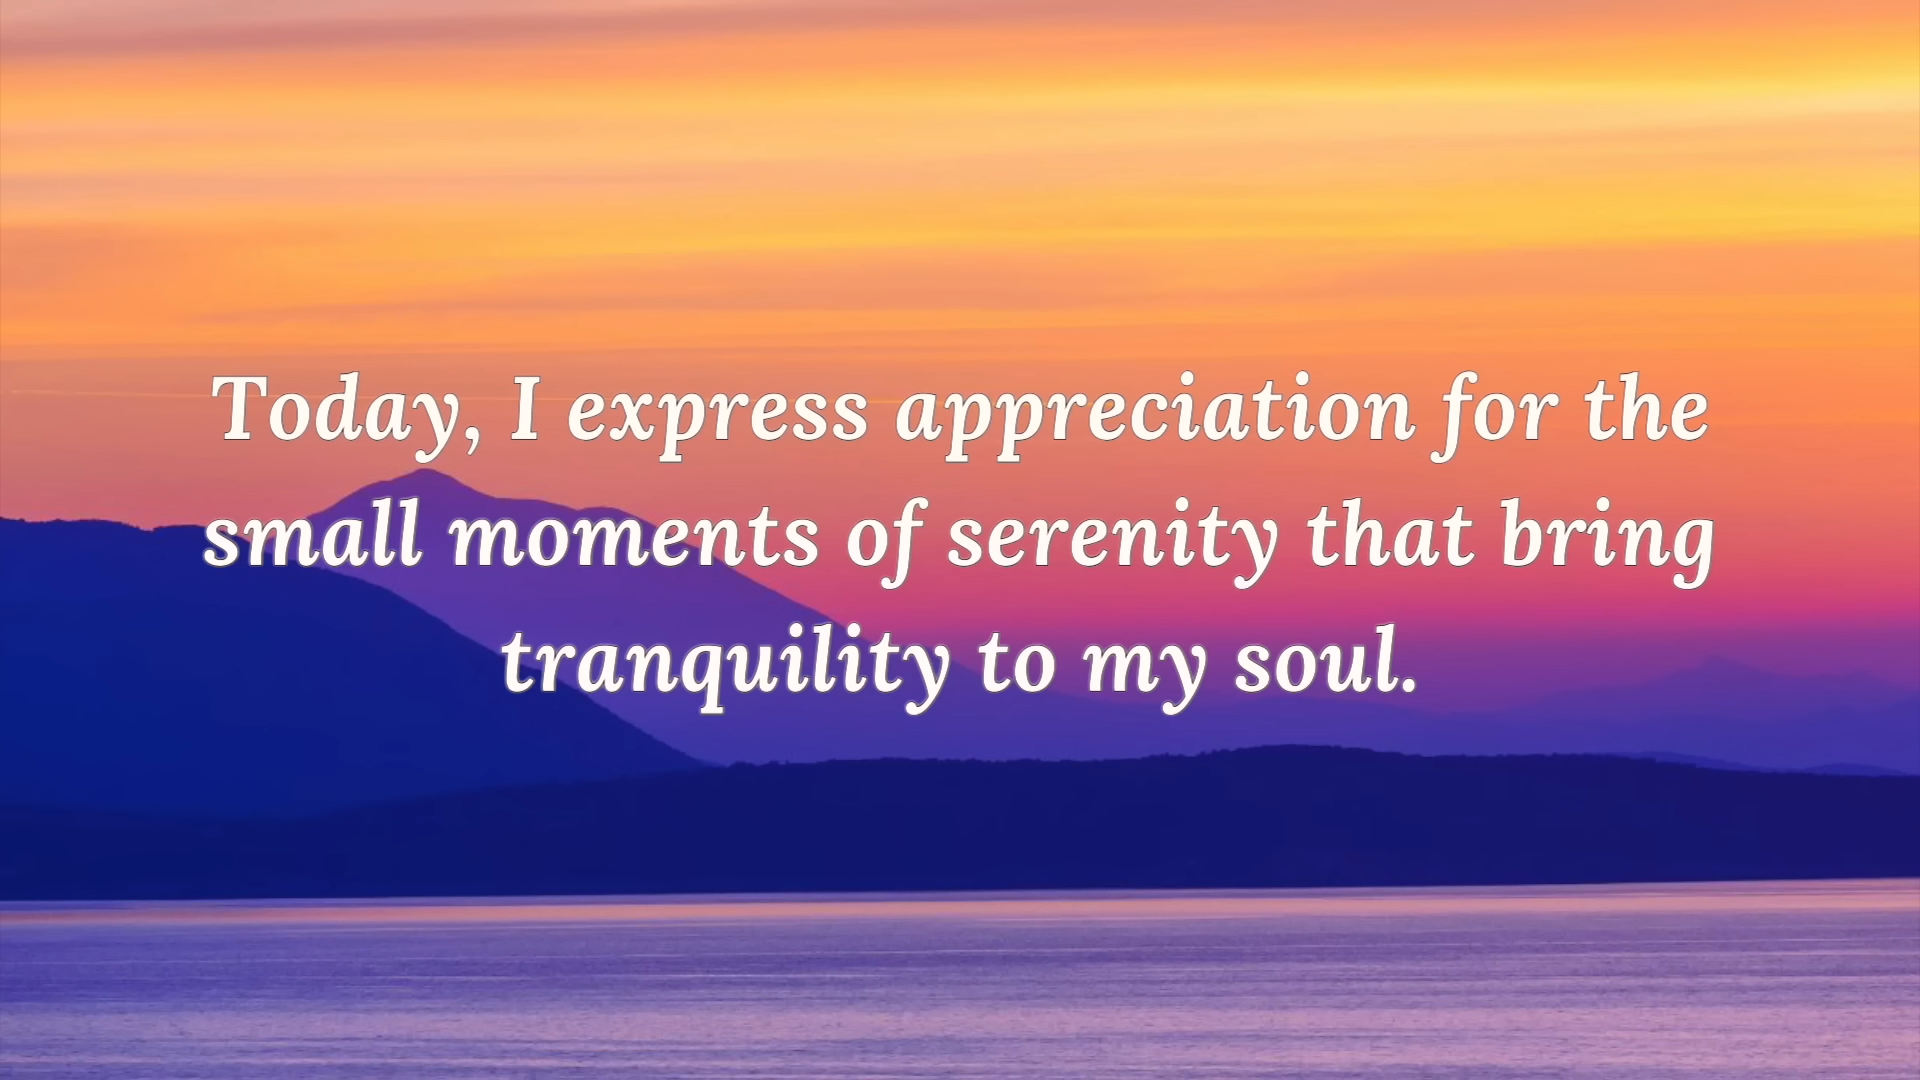 Today, I express appreciation for the
small moments of serenity that bring
tranquility to my soul.